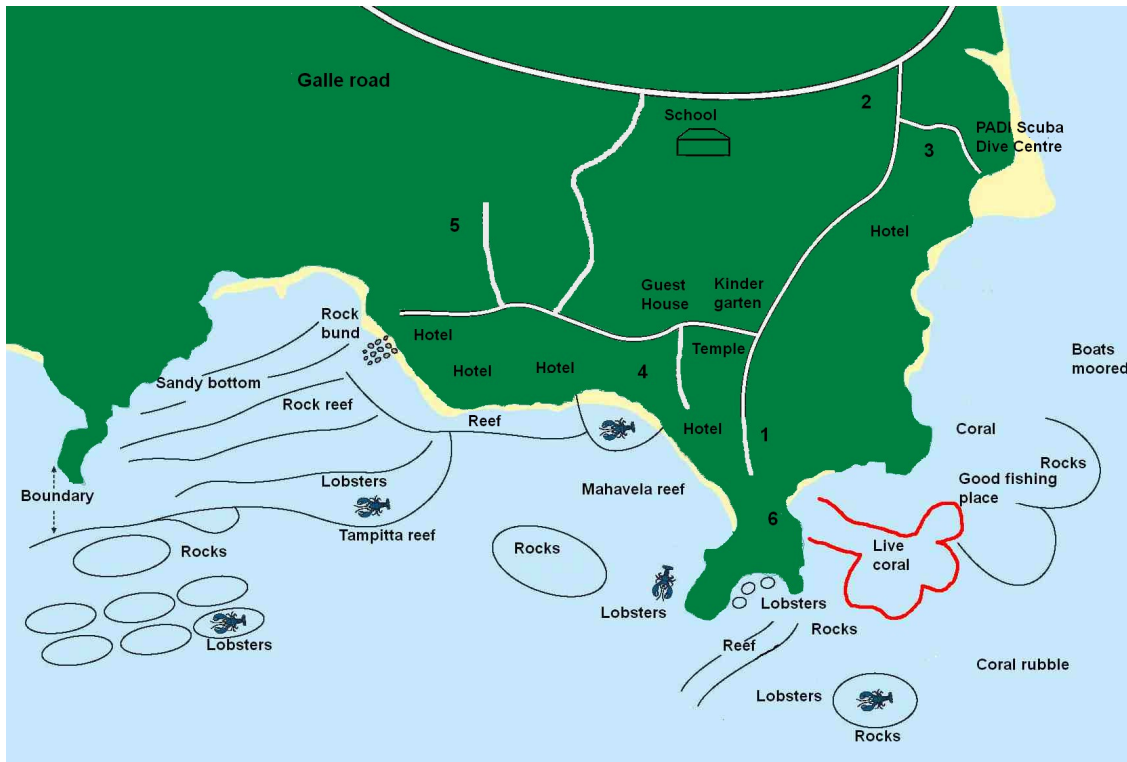 Galle road
2
School
PADI Scuba
Dive Centre
3
5
Hotel
Guest
House
Kinder
garten
Rock
bund
Hotel
Temple
Boats
moored
Hotel
Hotel
4
Sandy bottom
Rock reef
Reef
Hotel
1
Coral
Rocks
Good fishing
place
Lobsters
Mahavela reef
Boundary
6
Tampitta reef
Live
coral
Rocks
Rocks
Lobsters
Lobsters
Rocks
Lobsters
Reef
Coral rubble
Lobsters
Rocks